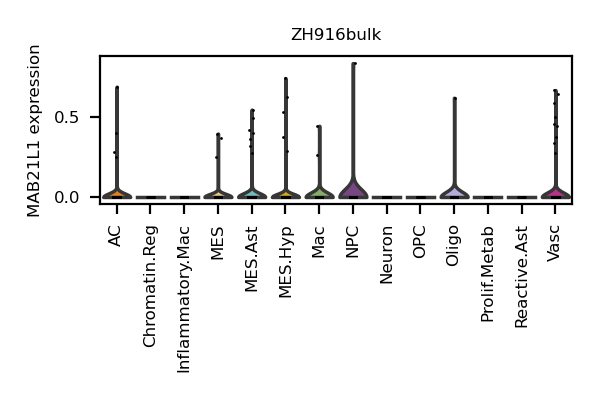 ZH916bulk
MAB21L1 expression
0.5
0.0
AC
Chromatin.Reg
Inflammatory.Mac
MES
MES.Ast
MES.Hyp
Mac
NPC
Neuron
OPC
Oligo
Prolif.Metab
Reactive.Ast
Vasc